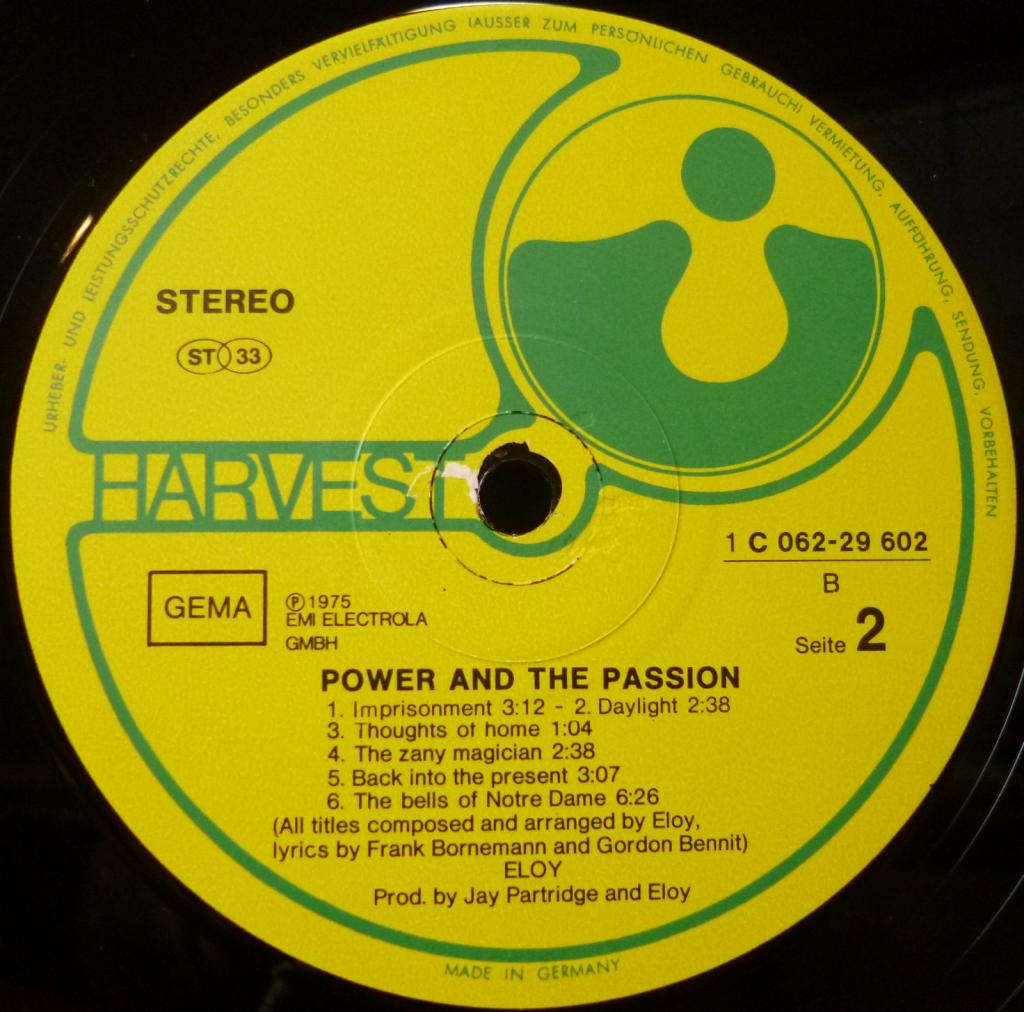 URHEBER- UND LEISTUNGSSCHUTZRECHTE, BESONDERS VERVIELFÄLTIGUNG (AUSSER ZUM PERSÖNLICHEN GEBRAUCH) VERMIETUNG, AUFFÜHRUNG, SENDUNG, VORBEHALTEN
STEREO
ST 33
HARVEST
1 C 062-29 602
B
Seite 2
GEMA
℗ 1975
EMI ELECTROLA
GMBH
POWER AND THE PASSION
1. Imprisonment 3:12 - 2. Daylight 2:38
3. Thoughts of home 1:04
4. The zany magician 2:38
5. Back into the present 3:07
6. The bells of Notre Dame 6:26
(All titles composed and arranged by Eloy,
lyrics by Frank Bornemann and Gordon Bennit)
ELOY
Prod. by Jay Partridge and Eloy
MADE IN GERMANY